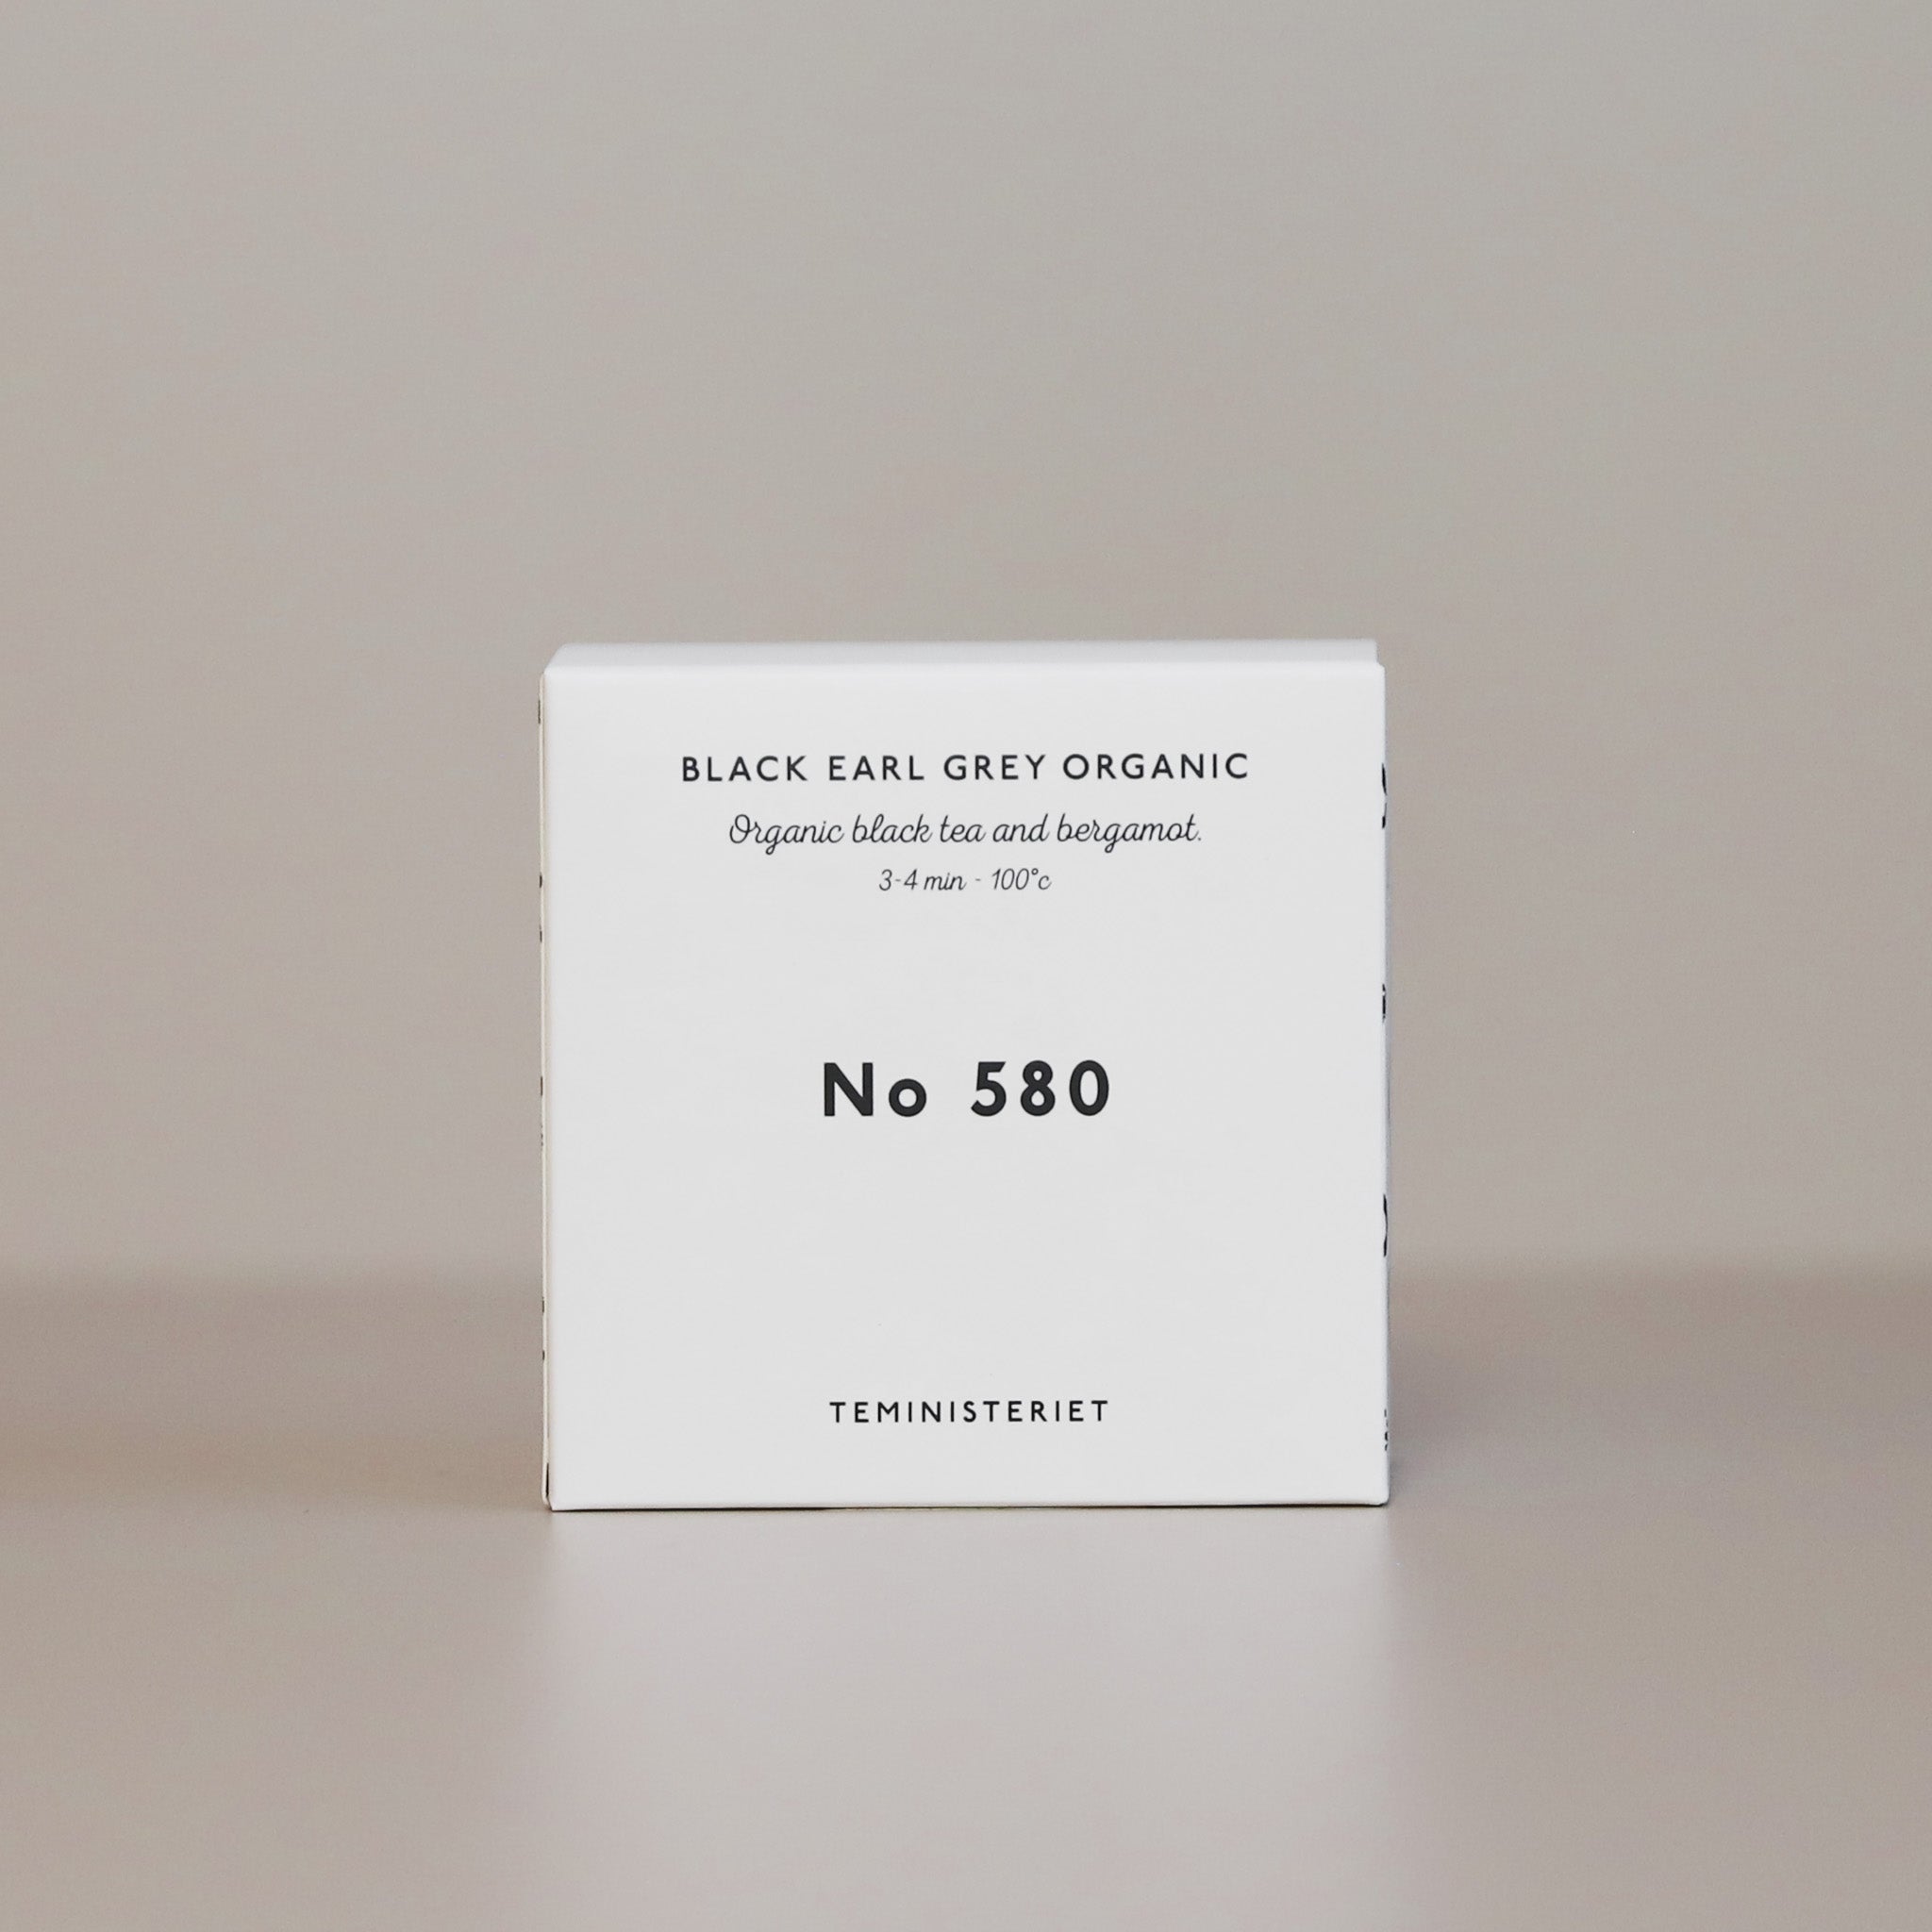 BLACK EARL GREY ORGANIC
Organic black tea and bergamot.
3-4 min - 100°c
No 580
TEMINISTERIET